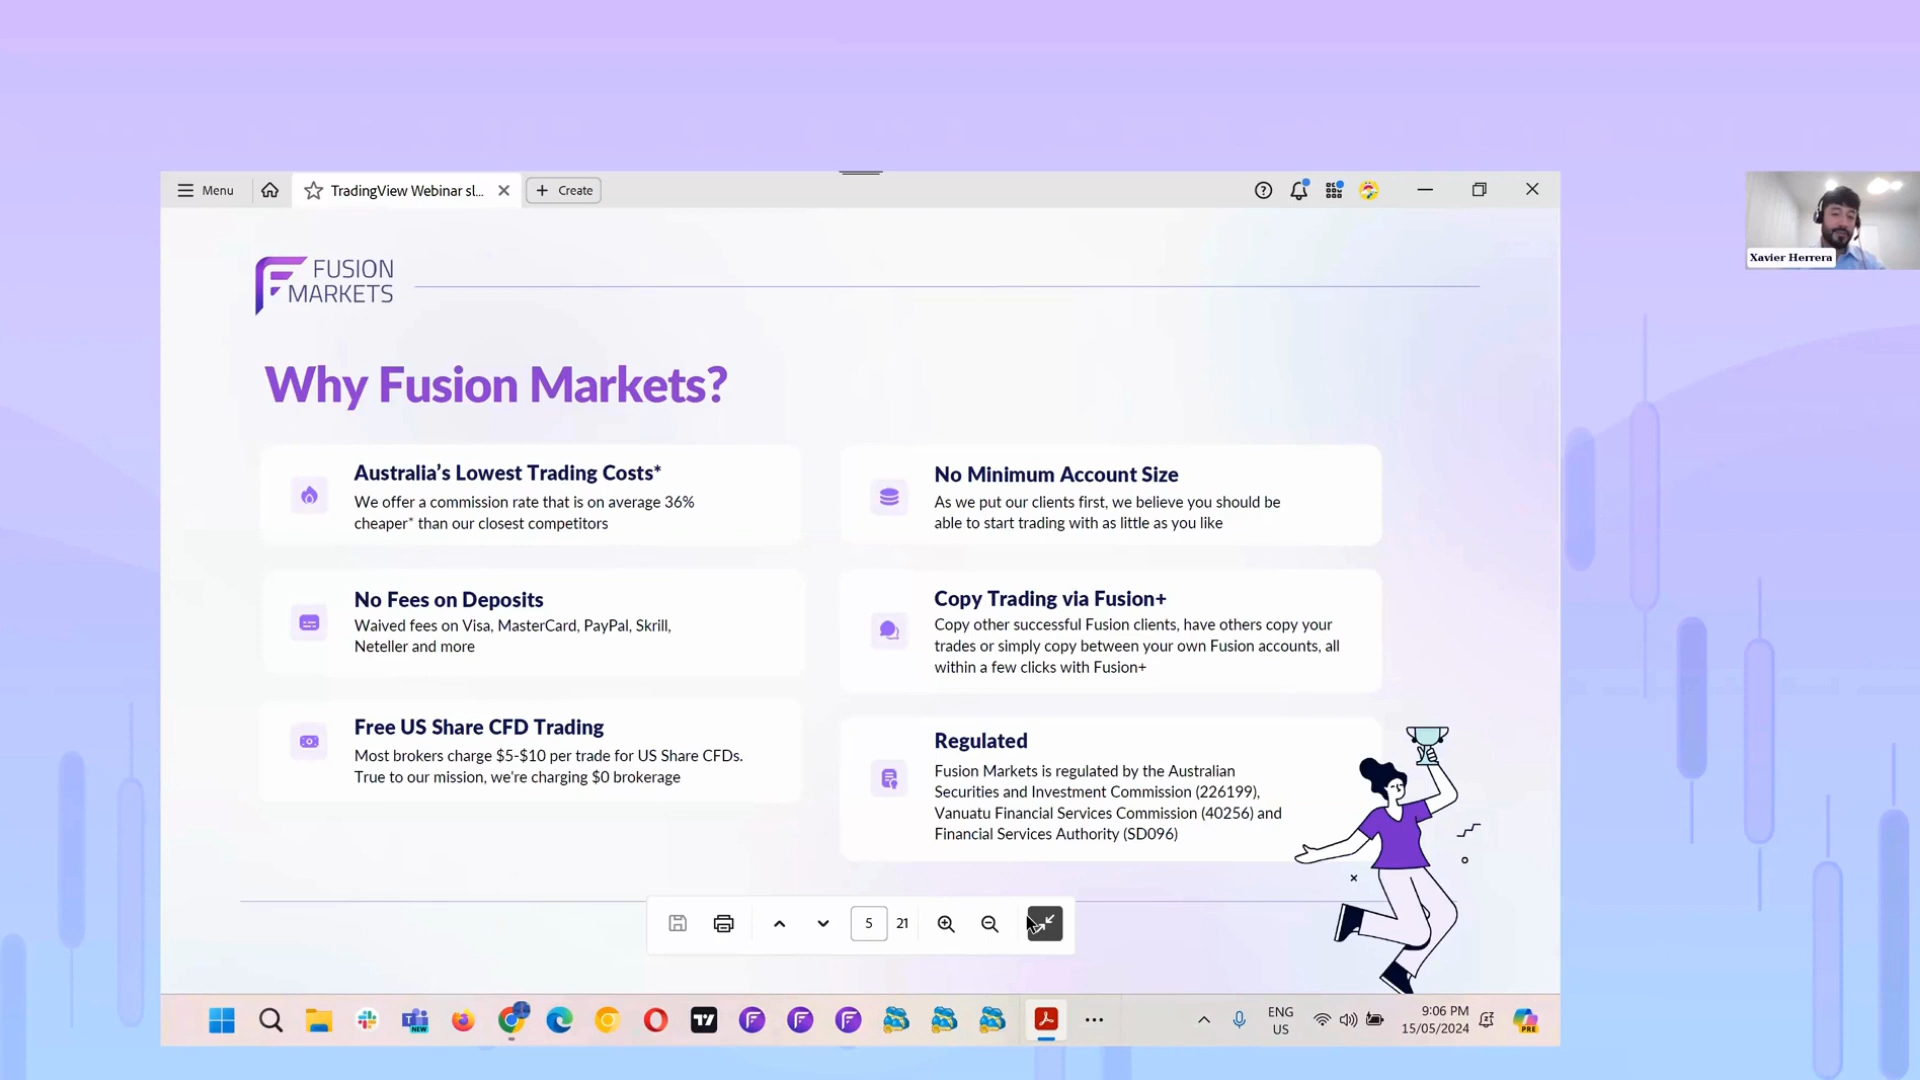 Menu
TradingView Webinar sl...
Create
Xavier Herrera
FUSION
MARKETS
Why Fusion Markets?
Australia's Lowest Trading Costs*
We offer a commission rate that is on average 36%
cheaper* than our closest competitors
No Fees on Deposits
Waived fees on Visa, MasterCard, PayPal, Skrill,
Neteller and more
Free US Share CFD Trading
Most brokers charge $5-$10 per trade for US Share CFDs.
True to our mission, we're charging $0 brokerage
No Minimum Account Size
As we put our clients first, we believe you should be
able to start trading with as little as you like
Copy Trading via Fusion+
Copy other successful Fusion clients, have others copy your
trades or simply copy between your own Fusion accounts, all
within a few clicks with Fusion+
Regulated
Fusion Markets is regulated by the Australian
Securities and Investment Commission (226199),
Vanuatu Financial Services Commission (40256) and
Financial Services Authority (SD096)
5 21
NEW
ENG
US
9:06 PM
15/05/2024
PRE